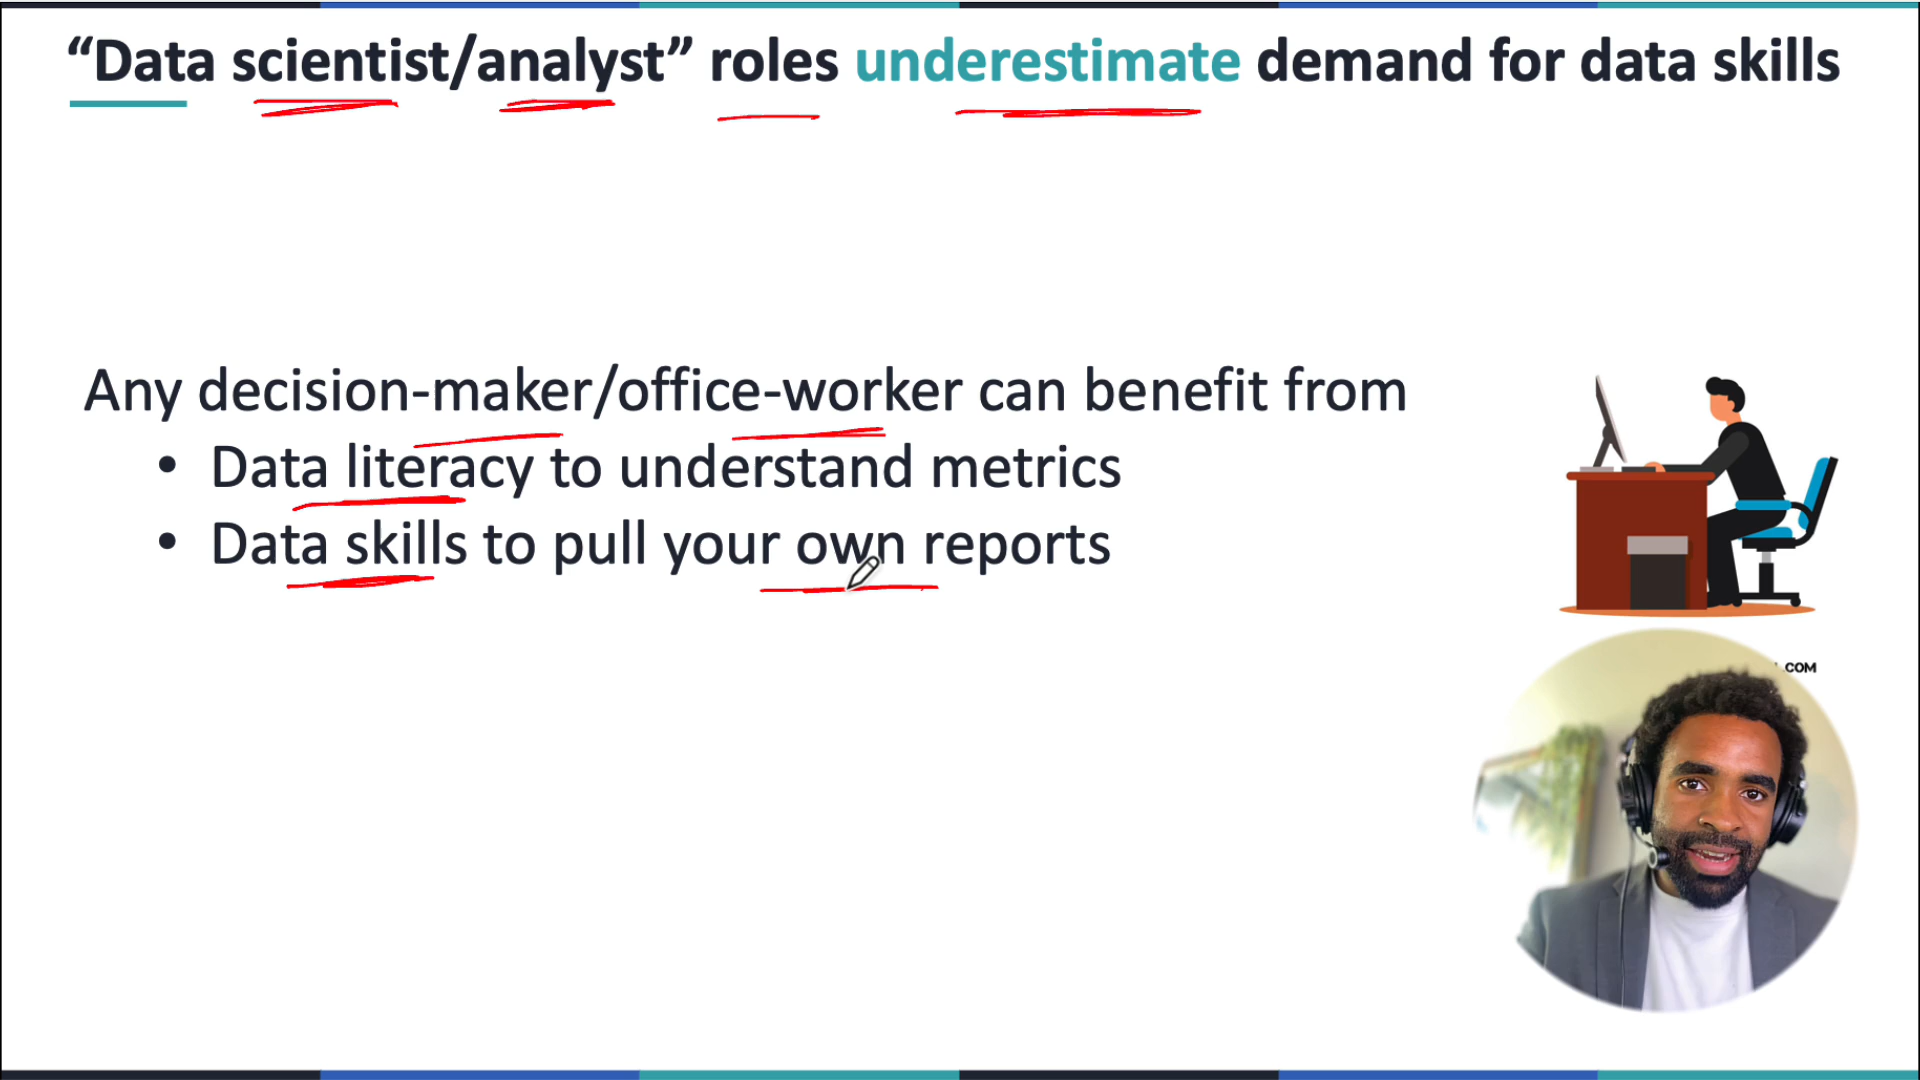 “Data scientist/analyst” roles underestimate demand for data skills
Any decision-maker/office-worker can benefit from
• Data literacy to understand metrics
• Data skills to pull your own reports
.COM